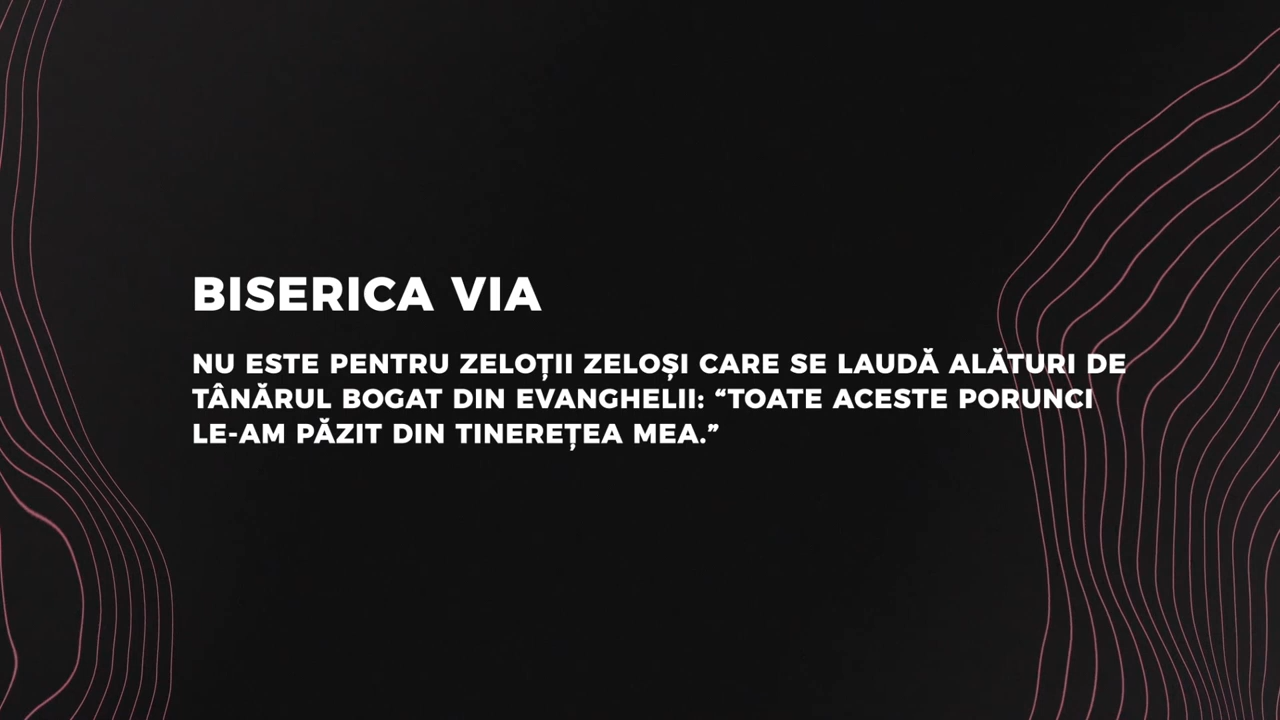 BISERICA VIA
NU ESTE PENTRU ZELOȚII ZELOȘI CARE SE LAUDĂ ALĂTURI DE
TÂNĂRUL BOGAT DIN EVANGHELII: “TOATE ACESTE PORUNCI
LE-AM PĂZIT DIN TINEREȚEA MEA.”